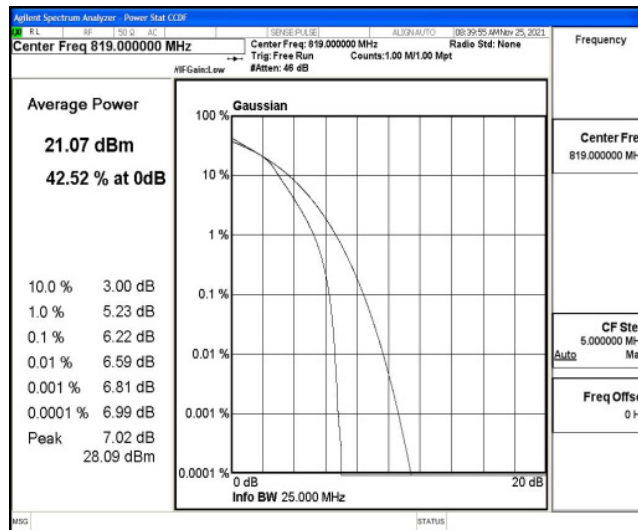 Agilent Spectrum Analyzer - Power Stat CCDF
RL RF 50 Ω AC SENSE:PULSE ALIGN AUTO 08:39:55 AM Nov 25, 2021
Center Freq 819.000000 MHz
Center Freq: 819.000000 MHz Radio Std: None
Trig: Free Run Counts:1.00 M/1.00 Mpt
#IFGain:Low #Atten: 46 dB
Frequency
Average Power
21.07 dBm
42.52 % at 0dB
10.0 % 3.00 dB
1.0 % 5.23 dB
0.1 % 6.22 dB
0.01 % 6.59 dB
0.001 % 6.81 dB
0.0001 % 6.99 dB
Peak 7.02 dB
28.09 dBm
Gaussian
100 %
10 %
1 %
0.1 %
0.01 %
0.001 %
0.0001 %
0 dB 20 dB
Info BW 25.000 MHz
Center Fre
819.000000 MH
CF Ste
5.000000 MH
Auto Ma
Freq Offse
0 H
MSG STATUS